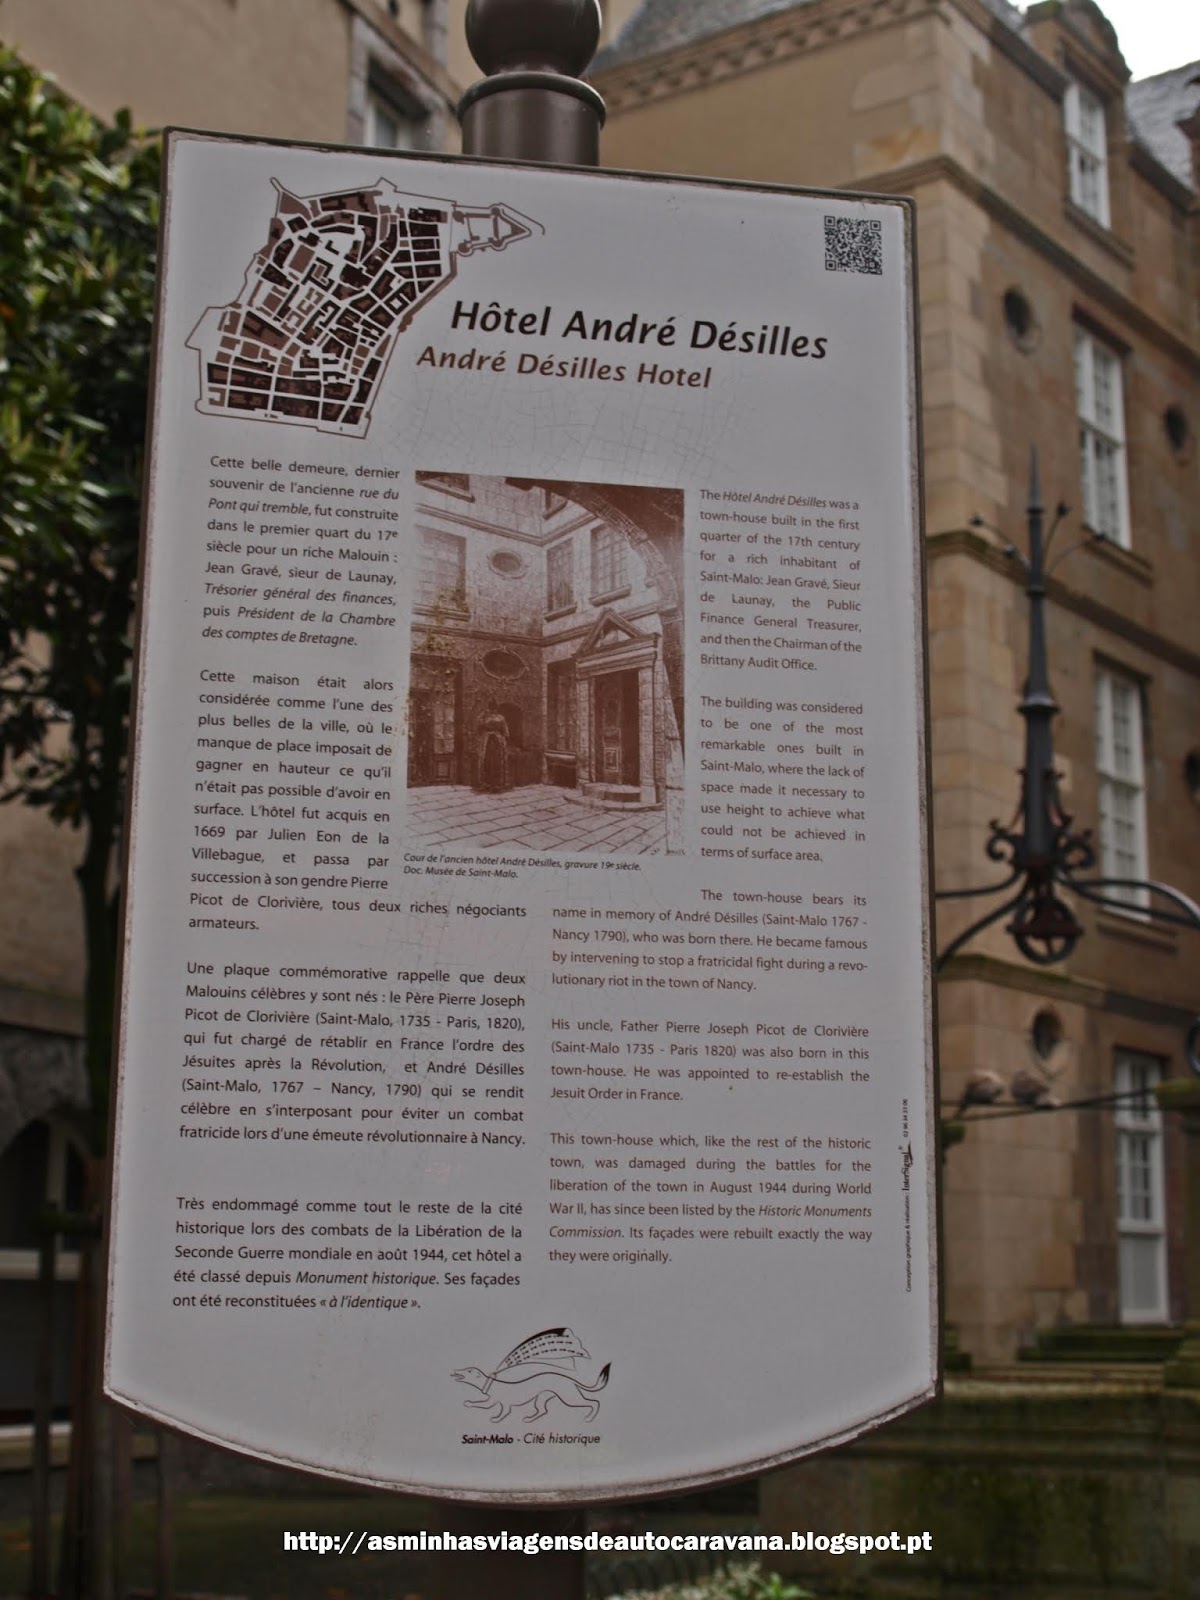 Hôtel André Désilles
André Désilles Hotel
Cette belle demeure, dernier
souvenir de l'ancienne rue du
Pont qui tremble, fut construite
dans le premier quart du 17e
siècle pour un riche Malouin :
Jean Gravé, sieur de Launay,
Trésorier général des finances,
puis Président de la Chambre
des comptes de Bretagne.
Cette maison était alors
considérée comme l'une des
plus belles de la ville, où le
manque de place imposait de
gagner en hauteur ce qu'il
n'était pas possible d'avoir en
surface. L'hôtel fut acquis en
1669 par Julien Eon de la
Villebague, et passa par
succession à son gendre Pierre
Picot de Clorivière, tous deux riches négociants
armateurs.
Une plaque commémorative rappelle que deux
Malouins célèbres y sont nés : le Père Pierre Joseph
Picot de Clorivière (Saint-Malo, 1735 - Paris, 1820),
qui fut chargé de rétablir en France l'ordre des
Jésuites après la Révolution, et André Désilles
(Saint-Malo, 1767 – Nancy, 1790) qui se rendit
célèbre en s'interposant pour éviter un combat
fratricide lors d'une émeute révolutionnaire à Nancy.
Très endommagé comme tout le reste de la cité
historique lors des combats de la Libération de la
Seconde Guerre mondiale en août 1944, cet hôtel a
été classé depuis Monument historique. Ses façades
ont été reconstituées « à l'identique ».
Cour de l'ancien hôtel André Désilles, gravure 19e siècle.
Doc. Musée de Saint-Malo.
The Hôtel André Désilles was a
town-house built in the first
quarter of the 17th century
for a rich inhabitant of
Saint-Malo: Jean Gravé, Sieur
de Launay, the Public
Finance General Treasurer,
and then the Chairman of the
Brittany Audit Office.
The building was considered
to be one of the most
remarkable ones built in
Saint-Malo, where the lack of
space made it necessary to
use height to achieve what
could not be achieved in
terms of surface area.
The town-house bears its
name in memory of André Désilles (Saint-Malo 1767 -
Nancy 1790), who was born there. He became famous
by intervening to stop a fratricidal fight during a revo-
lutionary riot in the town of Nancy.
His uncle, Father Pierre Joseph Picot de Clorivière
(Saint-Malo 1735 - Paris 1820) was also born in this
town-house. He was appointed to re-establish the
Jesuit Order in France.
This town-house which, like the rest of the historic
town, was damaged during the battles for the
liberation of the town in August 1944 during World
War II, has since been listed by the Historic Monuments
Commission. Its façades were rebuilt exactly the way
they were originally.
Conception graphique & réalisation :
Saint-Malo - Cité historique
http://asminhasviagensdeautocaravana.blogspot.pt